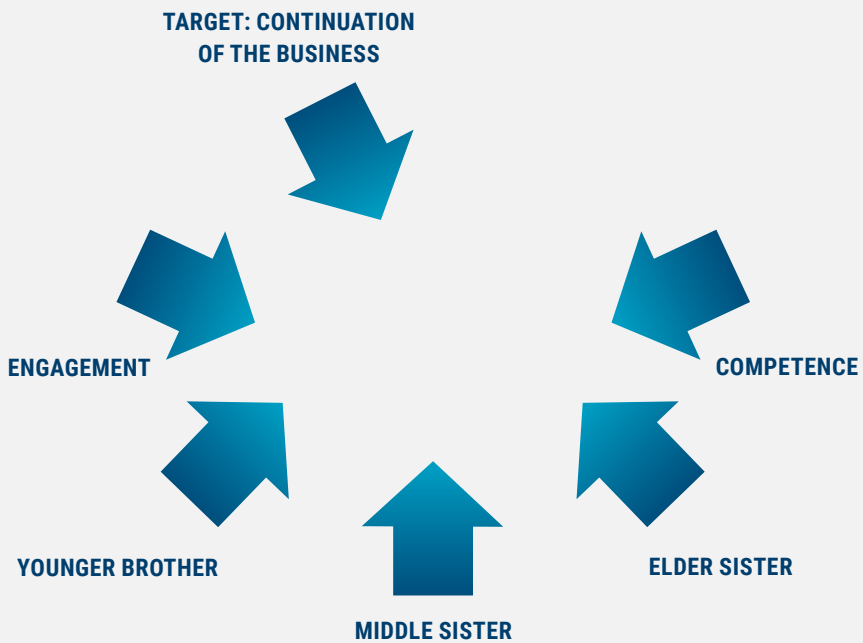 TARGET: CONTINUATION
OF THE BUSINESS
ENGAGEMENT
COMPETENCE
YOUNGER BROTHER
ELDER SISTER
MIDDLE SISTER